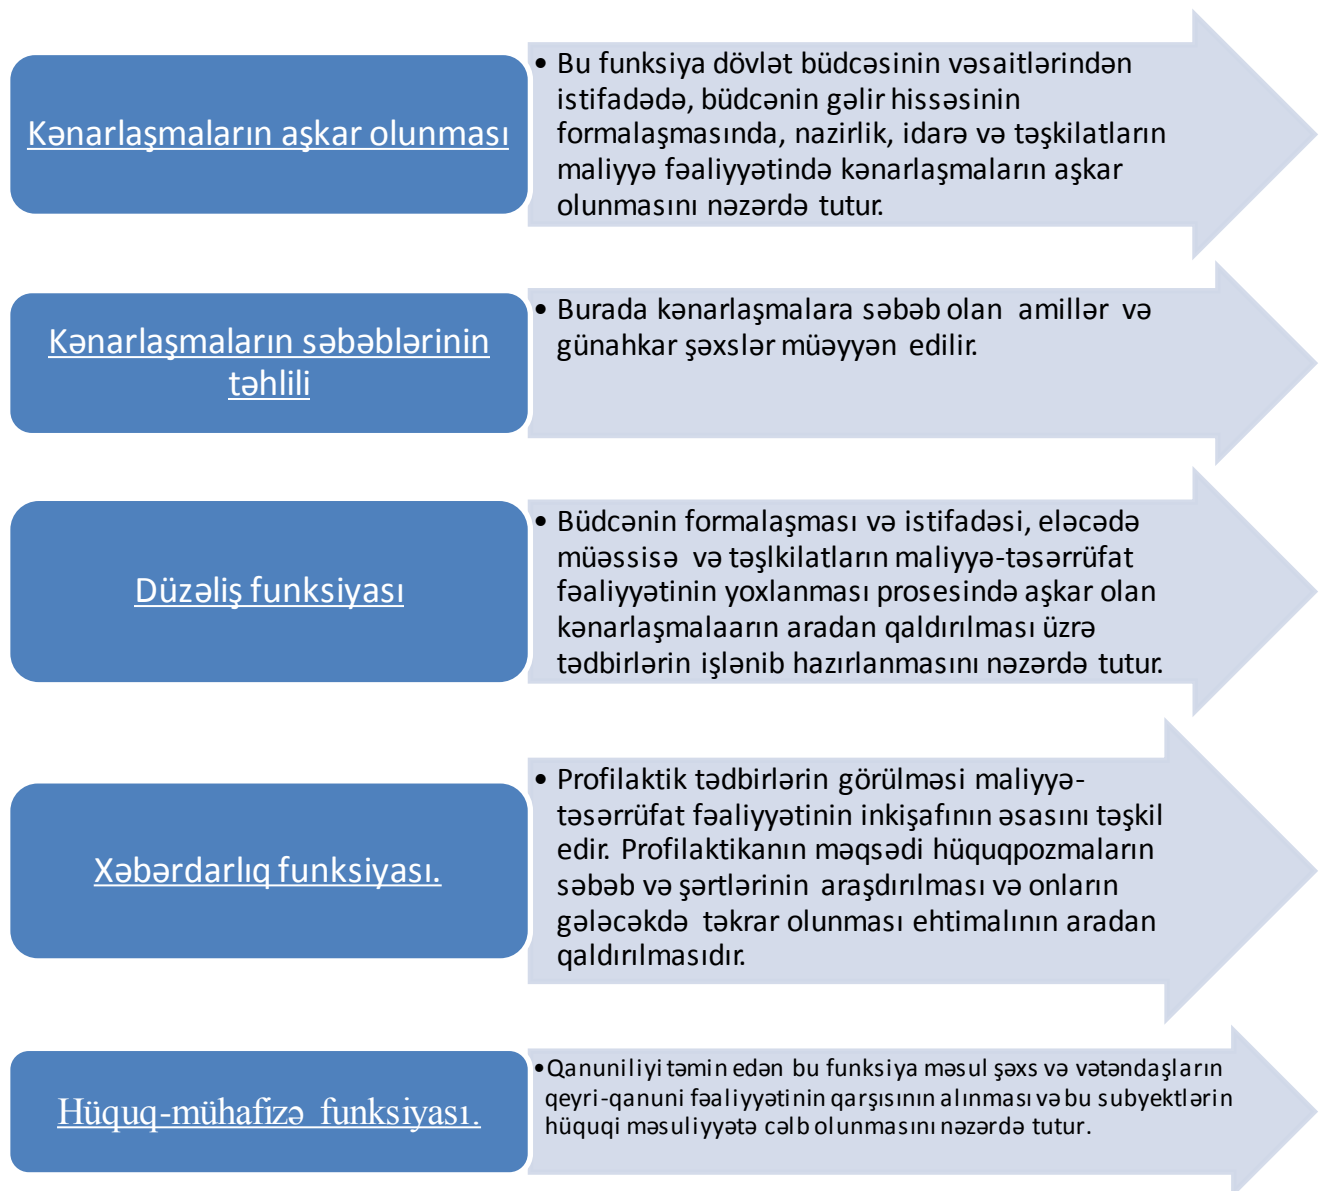 Kənarlaşmaların aşkar olunması
• Bu funksiya dövlət büdcəsinin vəsaitlərindən
istifadədə, büdcənin gəlir hissəsinin
formalaşmasında, nazirlik, idarə və təşkilatların
maliyyə fəaliyyətində kənarlaşmaların aşkar
olunmasını nəzərdə tutur.
Kənarlaşmaların səbəblərinin
təhlili
• Burada kənarlaşmalara səbəb olan amillər və
günahkar şəxslər müəyyən edilir.
Düzəliş funksiyası
• Büdcənin formalaşması və istifadəsi, eləcədə
müəssisə və təşlkilatların maliyyə-təsərrüfat
fəaliyyətinin yoxlanması prosesində aşkar olan
kənarlaşmalaarın aradan qaldırılması üzrə
tədbirlərin işlənib hazırlanmasını nəzərdə tutur.
Xəbərdarlıq funksiyası.
• Profilaktik tədbirlərin görülməsi maliyyə-
təsərrüfat fəaliyyətinin inkişafının əsasını təşkil
edir. Profilaktikanın məqsədi hüquqpozmaların
səbəb və şərtlərinin araşdırılması və onların
gələcəkdə təkrar olunması ehtimalının aradan
qaldırılmasıdır.
Hüquq-mühafizə funksiyası.
•Qanuniliyi təmin edən bu funksiya məsul şəxs və vətəndaşların
qeyri-qanuni fəaliyyətinin qarşısının alınması və bu subyektlərin
hüquqi məsuliyyətə cəlb olunmasını nəzərdə tutur.